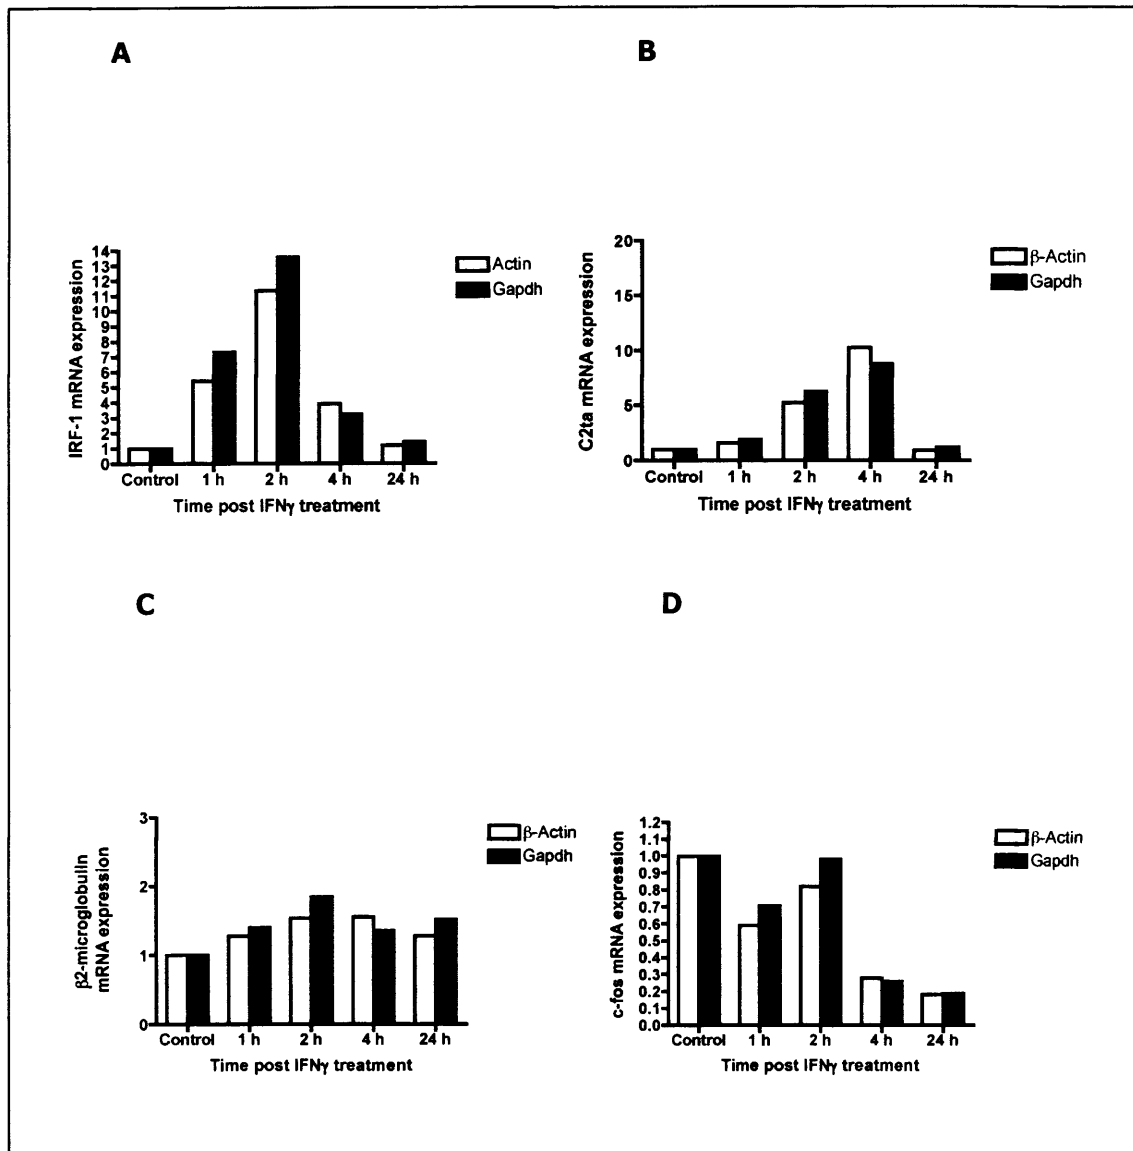 A
IRF-1 mRNA expression
14
13
12
11
10
9
8
7
6
5
4
3
2
1
0
Control 1 h 2 h 4 h 24 h
Time post IFNγ treatment
Actin
Gapdh
B
C2ta mRNA expression
20
15
10
5
0
Control 1 h 2 h 4 h 24 h
Time post IFNγ treatment
β-Actin
Gapdh
C
β2-microglobulin
mRNA expression
3
2
1
0
Control 1 h 2 h 4 h 24 h
Time post IFNγ treatment
β-Actin
Gapdh
D
c-fos mRNA expression
1.2
1.1
1.0
0.9
0.8
0.7
0.6
0.5
0.4
0.3
0.2
0.1
0.0
Control 1 h 2 h 4 h 24 h
Time post IFNγ treatment
β-Actin
Gapdh